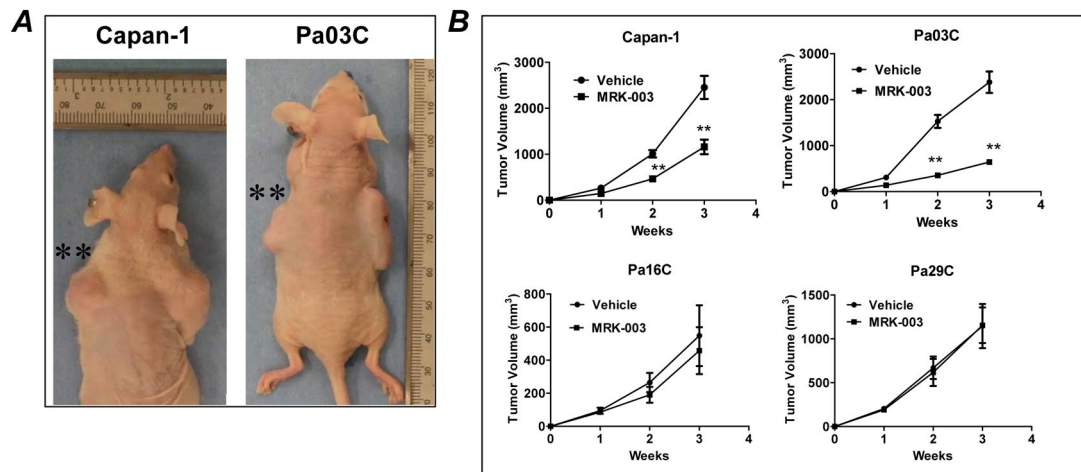 A
Capan-1
Pa03C
**
**
B
Capan-1
Tumor Volume (mm³)
3000
2000
1000
0
Vehicle
MRK-003
**
**
0 1 2 3 4
Weeks
Pa03C
Tumor Volume (mm³)
3000
2000
1000
0
Vehicle
MRK-003
**
**
0 1 2 3 4
Weeks
Pa16C
Tumor Volume (mm³)
800
600
400
200
0
Vehicle
MRK-003
0 1 2 3 4
Weeks
Pa29C
Tumor Volume (mm³)
1500
1000
500
0
Vehicle
MRK-003
0 1 2 3 4
Weeks